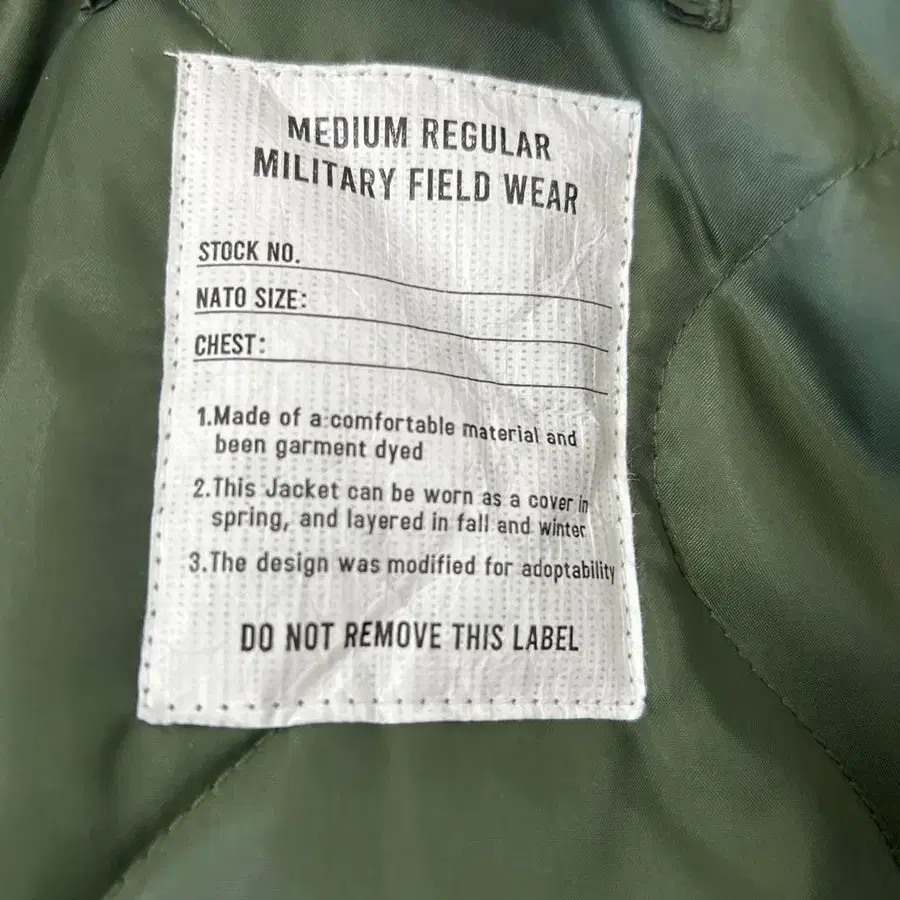 MEDIUM REGULAR
MILITARY FIELD WEAR
STOCK NO.
NATO SIZE:
CHEST:
1.Made of a comfortable material and
been garment dyed
2.This Jacket can be worn as a cover in
spring, and layered in fall and winter
3.The design was modified for adoptability
DO NOT REMOVE THIS LABEL